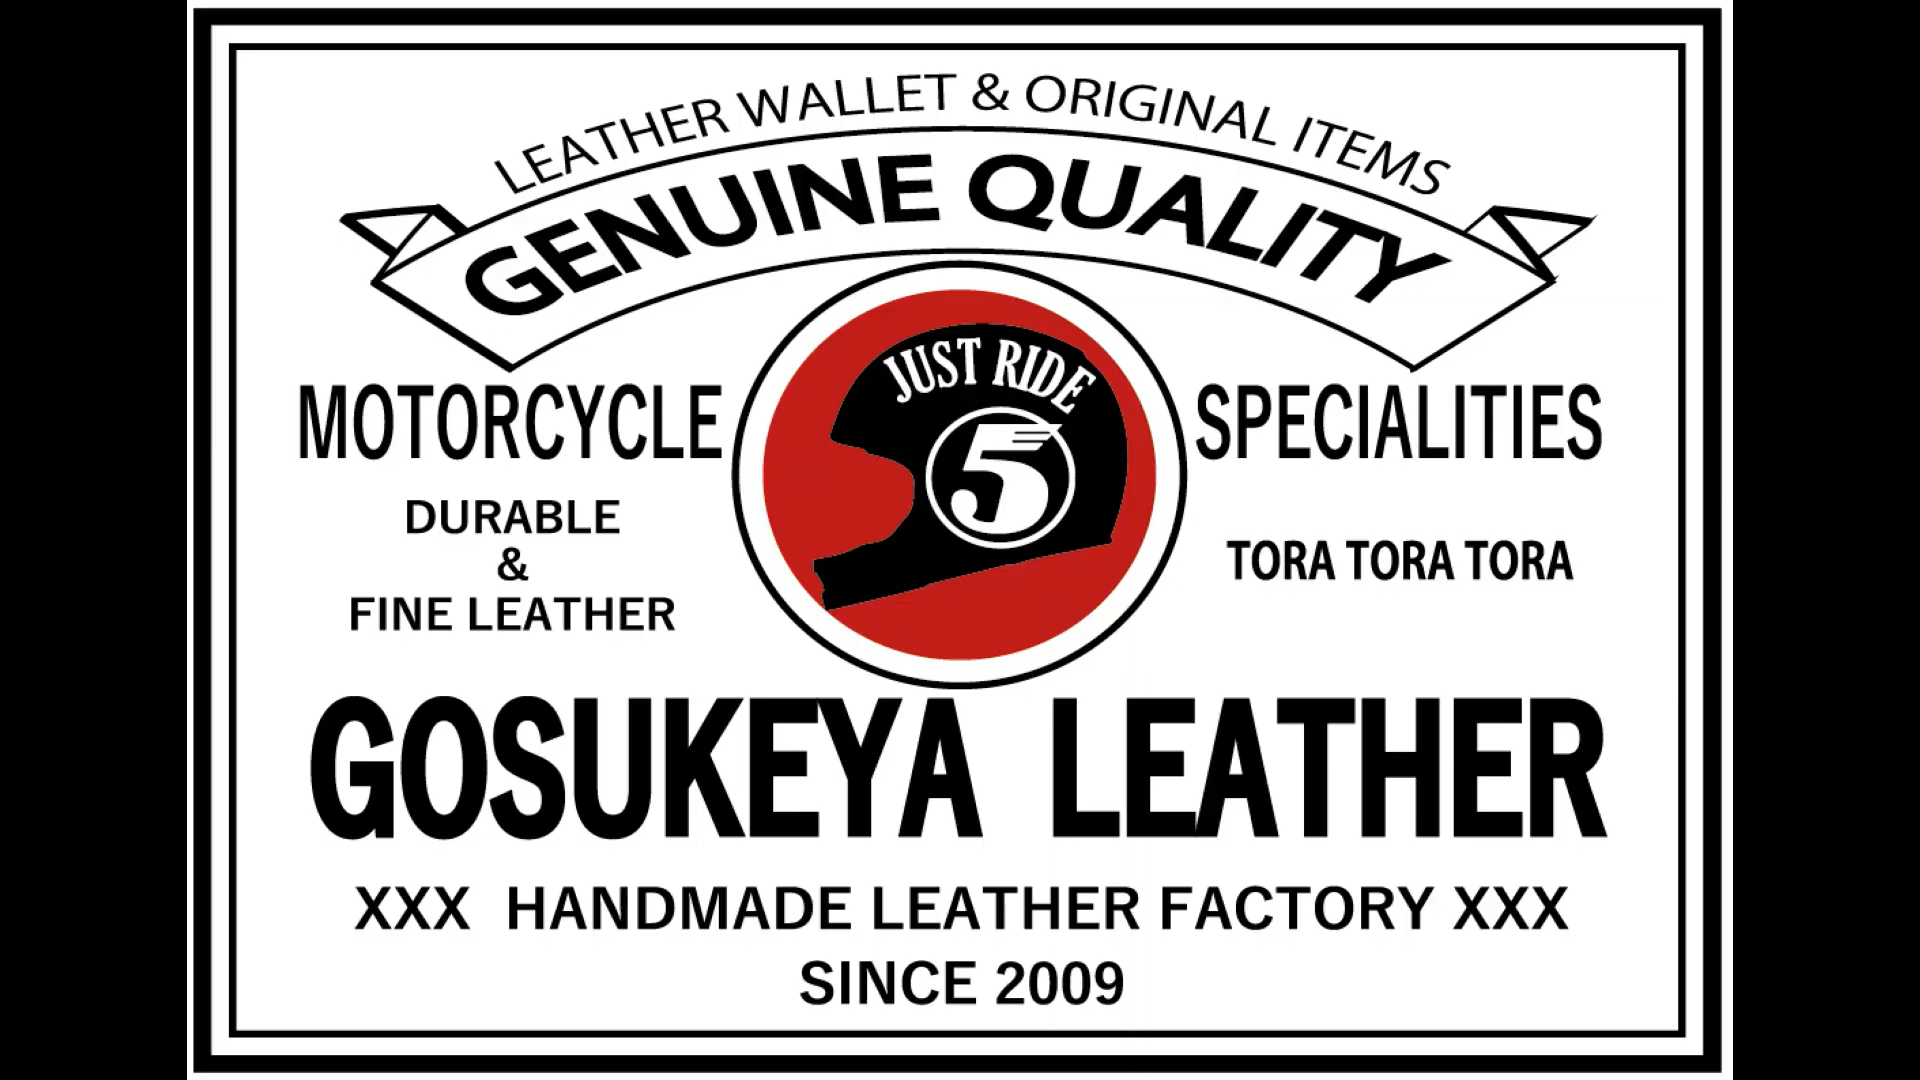 LEATHER WALLET & ORIGINAL ITEMS
GENUINE QUALITY
JUST RIDE
5
MOTORCYCLE
SPECIALITIES
DURABLE
&
FINE LEATHER
TORA TORA TORA
GOSUKEYA LEATHER
XXX HANDMADE LEATHER FACTORY XXX
SINCE 2009